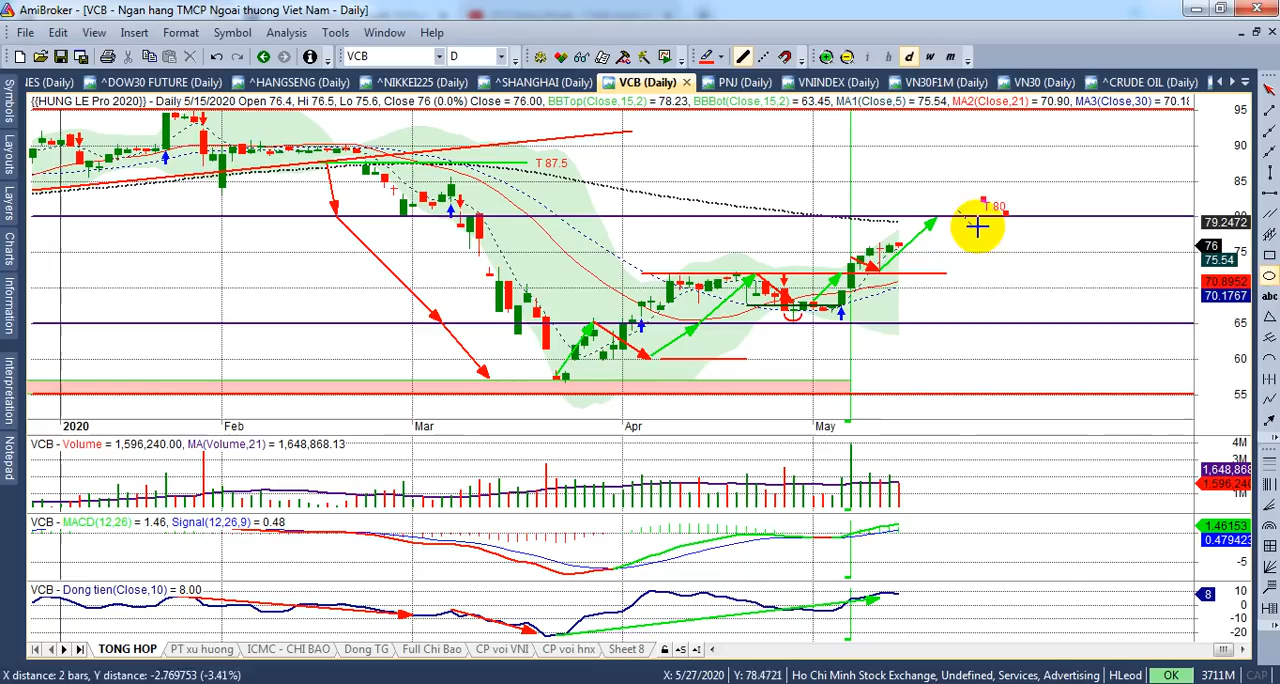 AmiBroker - [VCB - Ngan hang TMCP Ngoai thuong Viet Nam - Daily]
File Edit View Insert Format Symbol Analysis Tools Window Help
VCB D i h d w m
abc
IES (Daily) ^DOW30 FUTURE (Daily) ^HANGSENG (Daily) ^NIKKEI225 (Daily) ^SHANGHAI (Daily) VCB (Daily) PNJ (Daily) VNINDEX (Daily) VN30F1M (Daily) VN30 (Daily) ^CRUDE OIL (Daily)
Symbols
Layouts
Layers
Charts
Information
Interpretation
Notepad
{{HUNG LE Pro 2020}} - Daily 5/15/2020 Open 76.4, Hi 76.5, Lo 75.6, Close 76 (0.0%) Close = 76.00, BBTop(Close,15,2) = 78.23, BBBot(Close,15,2) = 63.45, MA1(Close,5) = 75.54, MA2(Close,21) = 70.90, MA3(Close,30) = 70.18
95
90
T 87.5
85
T 80
80
79.2472
76
75
75.54
70.8952
70.1767
65
60
55
2020 Feb Mar Apr May
VCB - Volume = 1,596,240.00, MA(Volume,21) = 1,648,868.13
4M
3M
1,648,868
1,596,240
1M
VCB - MACD(12,26) = 1.46, Signal(12,26,9) = 0.48
1.46153
0.479423
-5
VCB - Dong tien(Close,10) = 8.00
10
8
0
-10
-20
TONG HOP PT xu huong ICMC - CHI BAO Dong TG Full Chi Bao CP voi VNI CP voi hnx Sheet 8
X distance: 2 bars, Y distance: -2.769753 (-3.41%) X: 5/27/2020 Y: 78.4721 Ho Chi Minh Stock Exchange, Undefined, Services, Advertising HLeod OK 3711M CAP